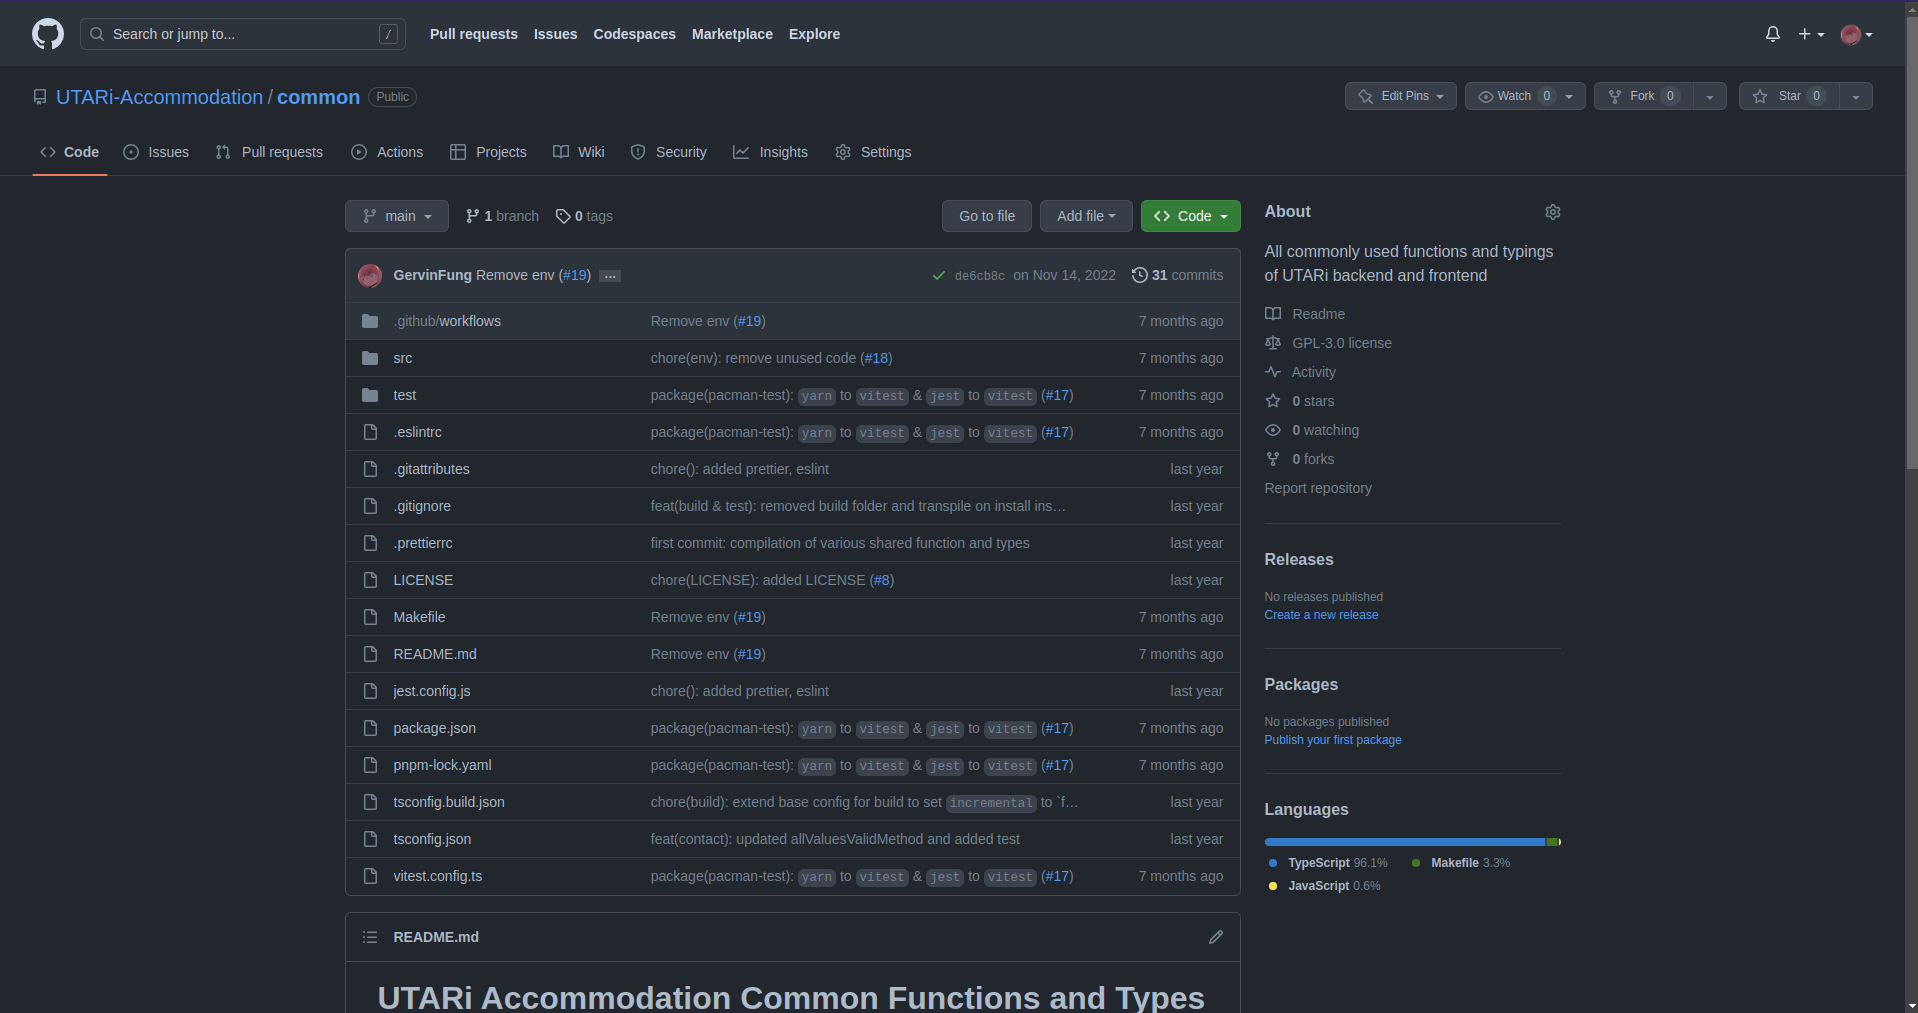 Search or jump to... /
Pull requests Issues Codespaces Marketplace Explore
UTARi-Accommodation / common Public
Edit Pins Watch 0 Fork 0 Star 0
Code Issues Pull requests Actions Projects Wiki Security Insights Settings
main 1 branch 0 tags Go to file Add file Code
GervinFung Remove env (#19) ... de6cb8c on Nov 14, 2022 31 commits
.github/workflows Remove env (#19) 7 months ago
src chore(env): remove unused code (#18) 7 months ago
test package(pacman-test): yarn to vitest & jest to vitest (#17) 7 months ago
.eslintrc package(pacman-test): yarn to vitest & jest to vitest (#17) 7 months ago
.gitattributes chore(): added prettier, eslint last year
.gitignore feat(build & test): removed build folder and transpile on install ins… last year
.prettierrc first commit: compilation of various shared function and types last year
LICENSE chore(LICENSE): added LICENSE (#8) last year
Makefile Remove env (#19) 7 months ago
README.md Remove env (#19) 7 months ago
jest.config.js chore(): added prettier, eslint last year
package.json package(pacman-test): yarn to vitest & jest to vitest (#17) 7 months ago
pnpm-lock.yaml package(pacman-test): yarn to vitest & jest to vitest (#17) 7 months ago
tsconfig.build.json chore(build): extend base config for build to set incremental to `f… last year
tsconfig.json feat(contact): updated allValuesValidMethod and added test last year
vitest.config.ts package(pacman-test): yarn to vitest & jest to vitest (#17) 7 months ago
README.md
UTARi Accommodation Common Functions and Types
About
All commonly used functions and typings
of UTARi backend and frontend
Readme
GPL-3.0 license
Activity
0 stars
0 watching
0 forks
Report repository
Releases
No releases published
Create a new release
Packages
No packages published
Publish your first package
Languages
TypeScript 96.1% Makefile 3.3%
JavaScript 0.6%